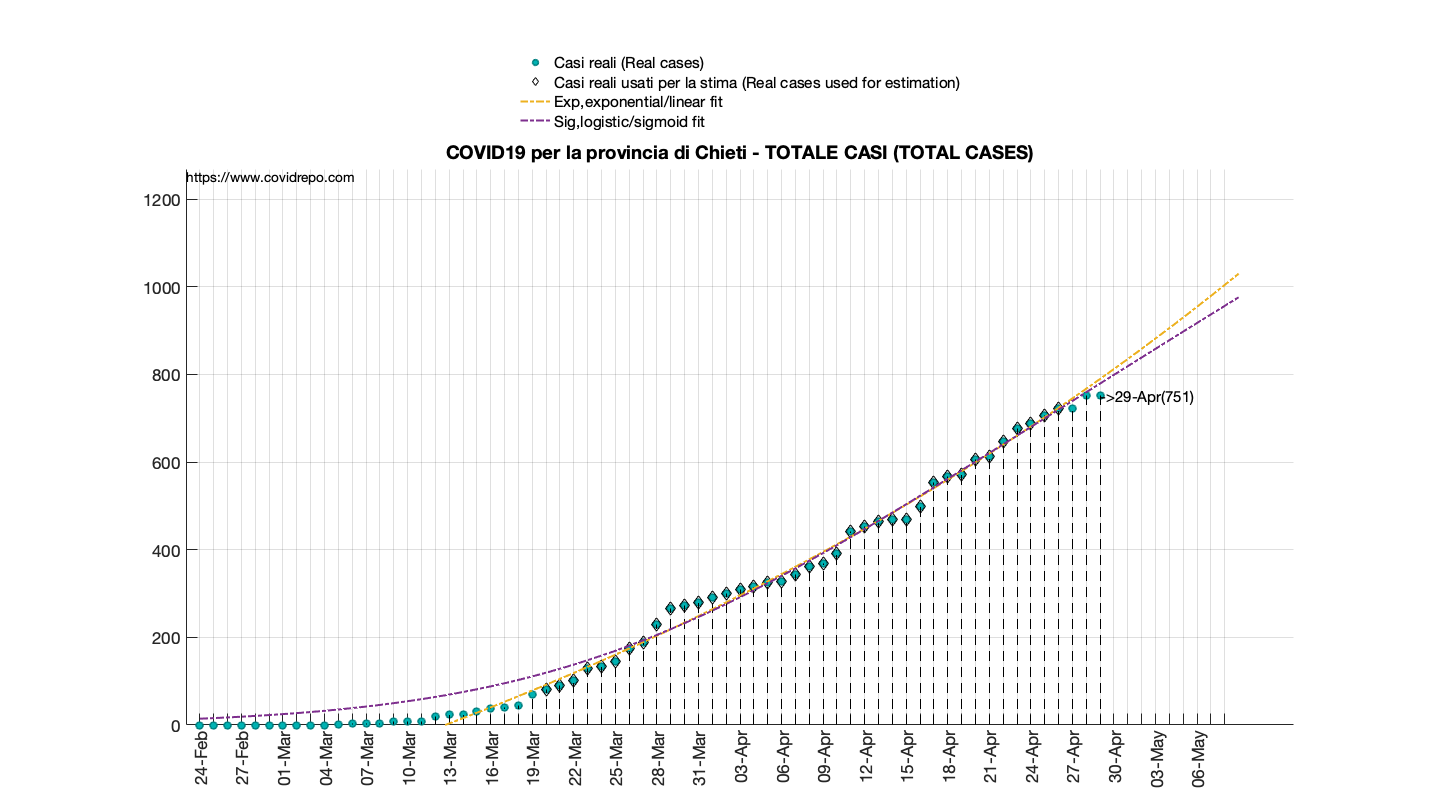 Casi reali (Real cases)
Casi reali usati per la stima (Real cases used for estimation)
Exp,exponential/linear fit
Sig,logistic/sigmoid fit
COVID19 per la provincia di Chieti - TOTALE CASI (TOTAL CASES)
https://www.covidrepo.com
1200
1000
800
>29-Apr(751)
600
400
200
0
24-Feb
27-Feb
01-Mar
04-Mar
07-Mar
10-Mar
13-Mar
16-Mar
19-Mar
22-Mar
25-Mar
28-Mar
31-Mar
03-Apr
06-Apr
09-Apr
12-Apr
15-Apr
18-Apr
21-Apr
24-Apr
27-Apr
30-Apr
03-May
06-May